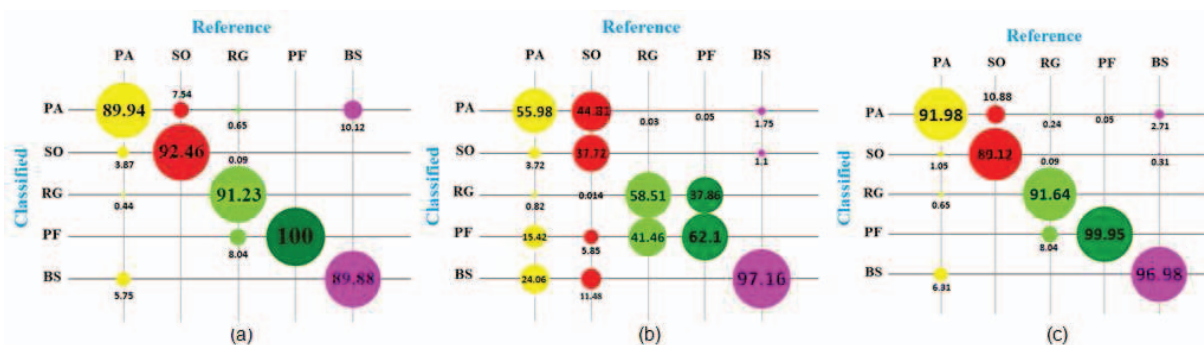 Reference
PA SO RG PF BS
Classified
PA 89.94 7.54 0.65 10.12
SO 3.87 92.46 0.09
RG 0.44 91.23
PF 8.04 100
BS 5.75 89.88
(a)
Reference
PA SO RG PF BS
Classified
PA 55.98 44.82 0.03 0.05 1.75
SO 3.72 37.72 1.1
RG 0.82 0.014 58.51 37.86
PF 15.42 5.85 41.46 62.1
BS 24.06 11.48 97.16
(b)
Reference
PA SO RG PF BS
Classified
PA 91.98 10.88 0.24 0.05 2.71
SO 1.05 89.12 0.09 0.31
RG 0.65 91.64
PF 8.04 99.95
BS 6.31 96.98
(c)